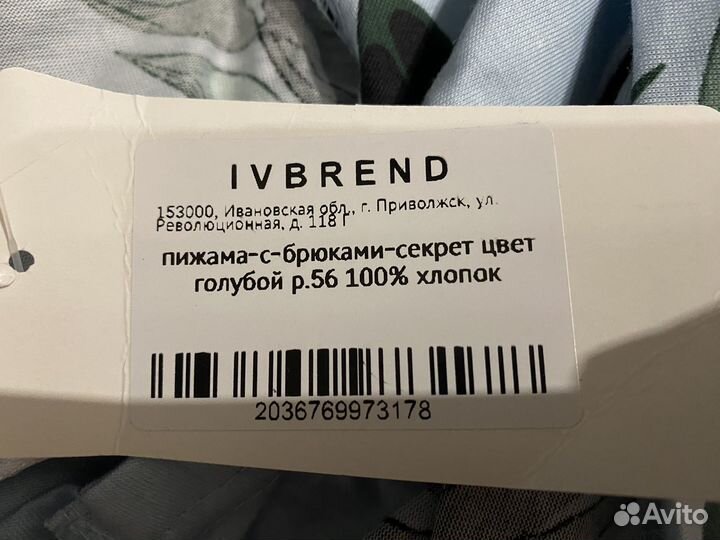 IVBREND
153000, Ивановская обл., г. Приволжск, ул.
Революционная, д. 118 Г
пижама-с-брюками-секрет цвет
голубой р.56 100% хлопок
2036769973178
Avito